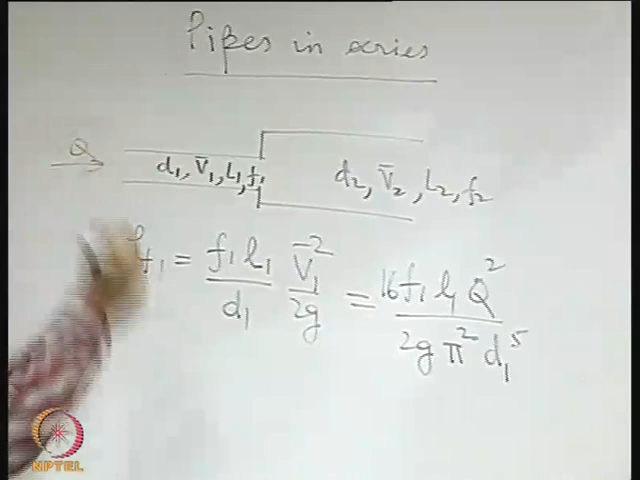 Pipes in series
Q
d₁, V̄₁, L₁, f₁
d₂, V̄₂, L₂, f₂
f₁ = f₁ l₁ / d₁ V̄₁² / 2g = 16 f₁ l₁ Q² / 2g π² d₁⁵
NPTEL